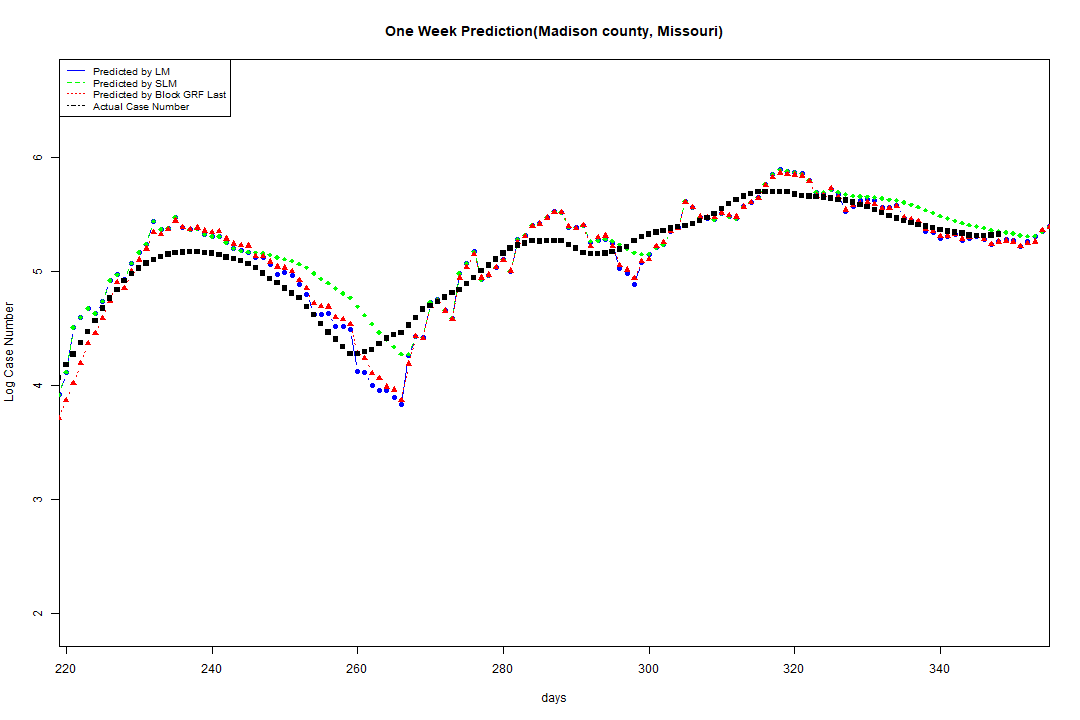 One Week Prediction(Madison county, Missouri)
Predicted by LM
Predicted by SLM
Predicted by Block GRF Last
Actual Case Number
6
5
4
3
2
Log Case Number
220 240 260 280 300 320 340
days